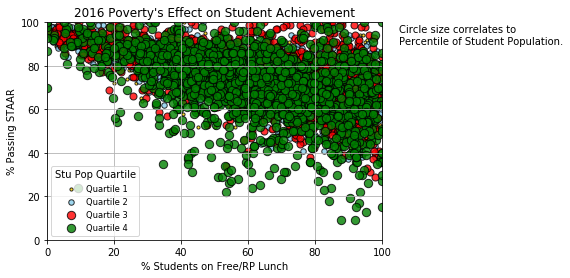 2016 Poverty's Effect on Student Achievement
Circle size correlates to
Percentile of Student Population.
% Passing STAAR
100
80
60
40
20
0
Stu Pop Quartile
Quartile 1
Quartile 2
Quartile 3
Quartile 4
0 20 40 60 80 100
% Students on Free/RP Lunch